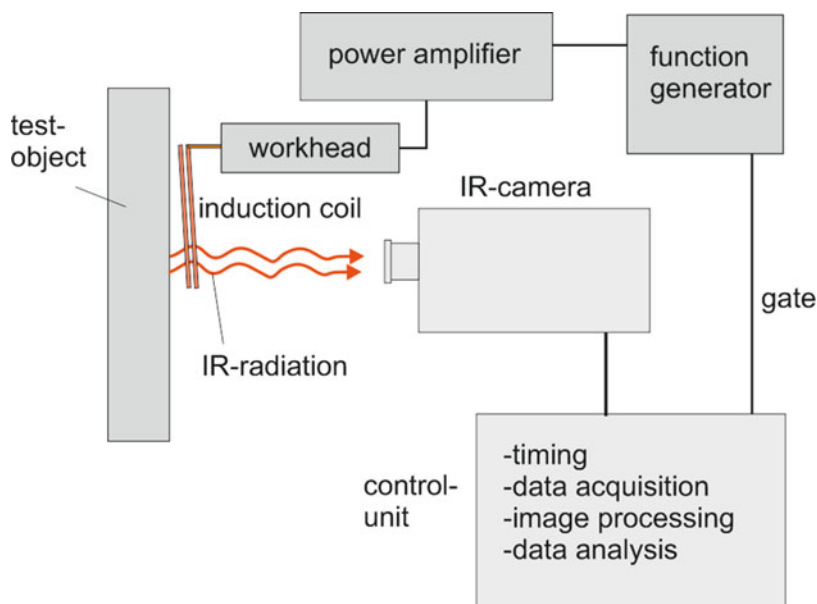 power amplifier
function
generator
test-
object
workhead
induction coil
IR-camera
IR-radiation
gate
control-
unit
-timing
-data acquisition
-image processing
-data analysis